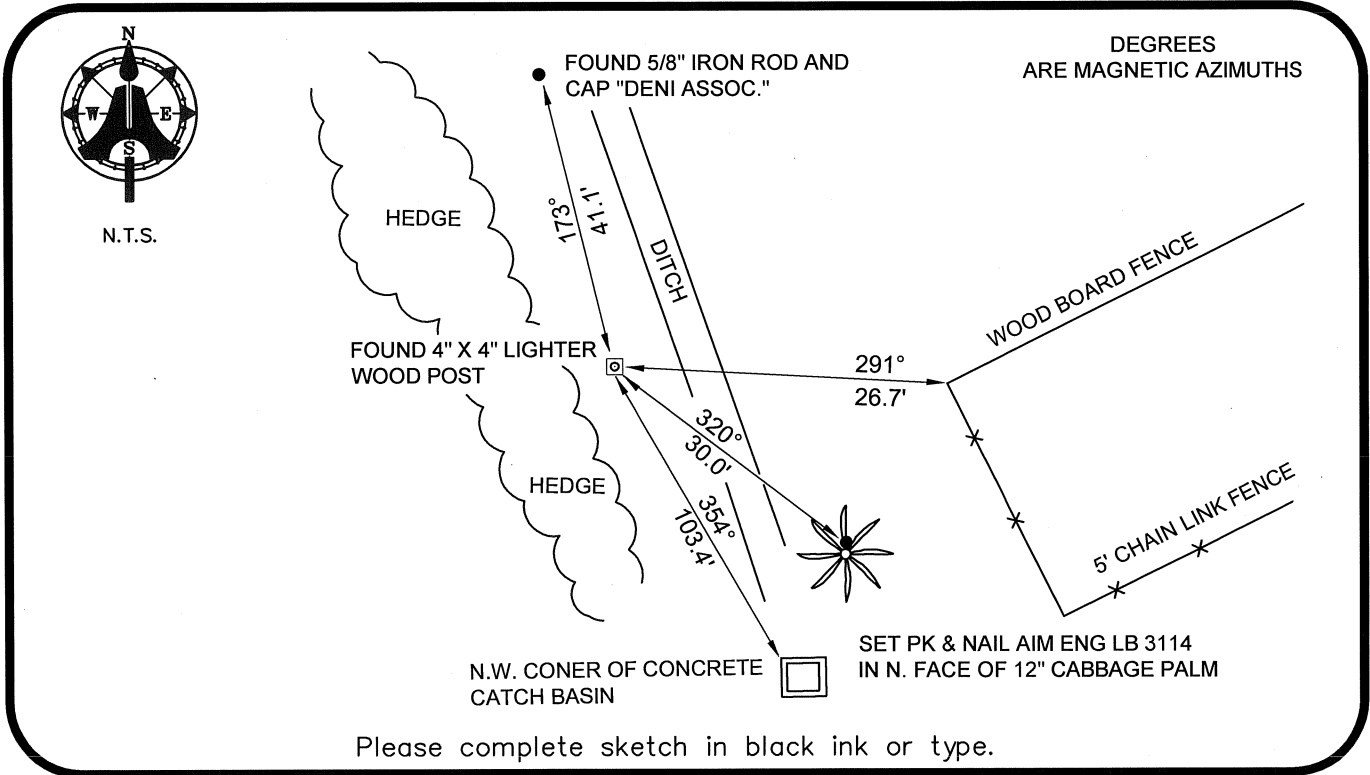 N
W E
S
N.T.S.
FOUND 5/8" IRON ROD AND
CAP "DENI ASSOC."
DEGREES
ARE MAGNETIC AZIMUTHS
HEDGE
173°
41.1'
DITCH
WOOD BOARD FENCE
FOUND 4" X 4" LIGHTER
WOOD POST
291°
26.7'
320°
30.0'
HEDGE
354°
103.4'
5' CHAIN LINK FENCE
SET PK & NAIL AIM ENG LB 3114
IN N. FACE OF 12" CABBAGE PALM
N.W. CONER OF CONCRETE
CATCH BASIN
Please complete sketch in black ink or type.